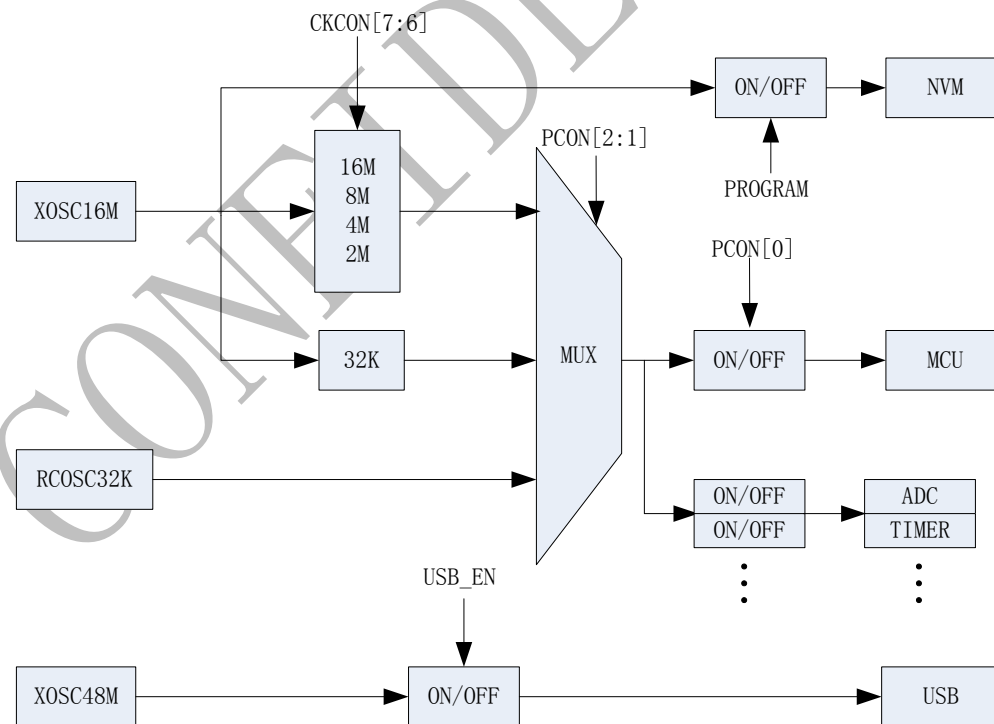 CKCON[7:6]
ON/OFF
NVM
16M
8M
4M
2M
PCON[2:1]
PROGRAM
XOSC16M
PCON[0]
32K
MUX
ON/OFF
MCU
RCOSC32K
ON/OFF
ADC
ON/OFF
TIMER
USB_EN
XOSC48M
ON/OFF
USB
CONFIDE